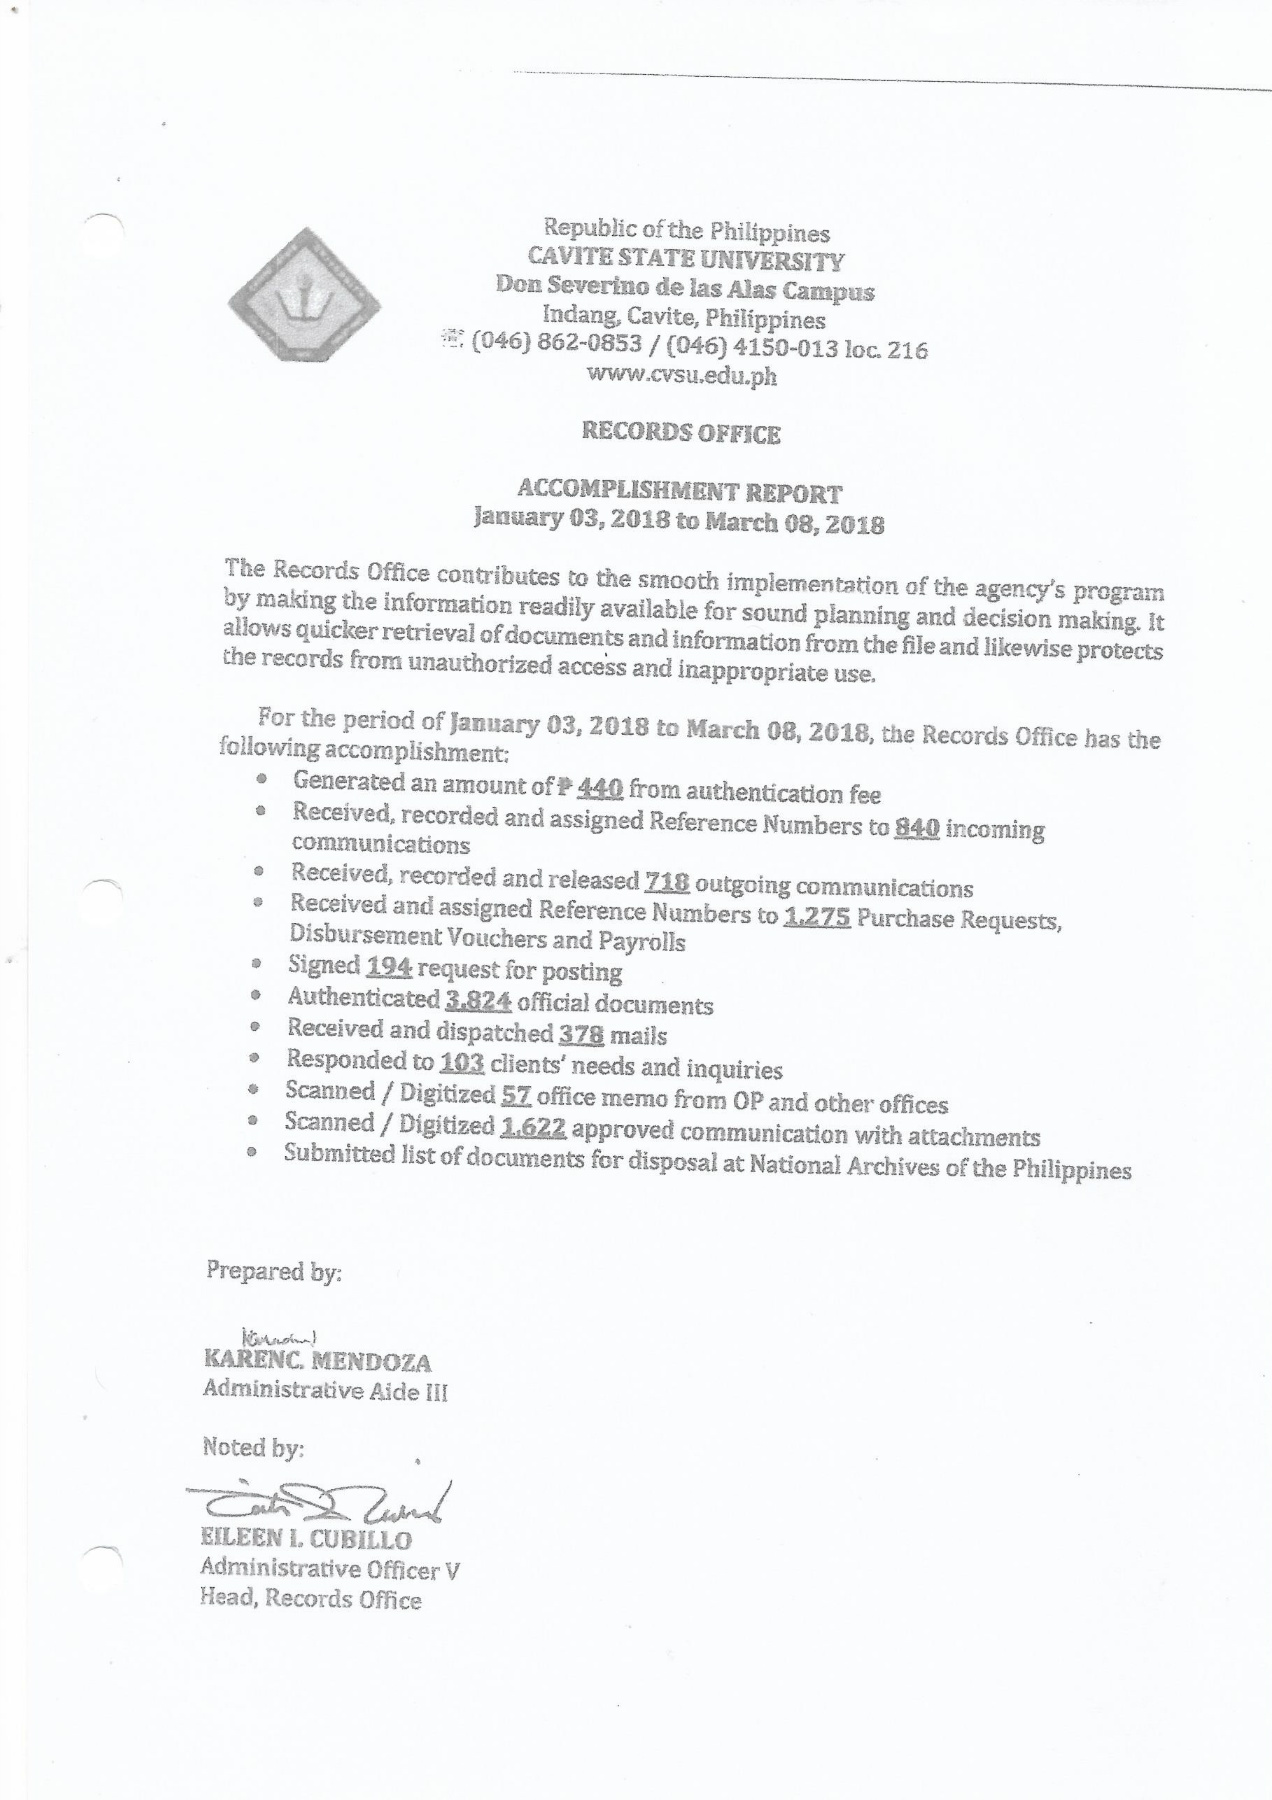 Republic of the Philippines
CAVITE STATE UNIVERSITY
Don Severino de las Alas Campus
Indang, Cavite, Philippines
☏: (046) 862-0853 / (046) 4150-013 loc. 216
www.cvsu.edu.ph
RECORDS OFFICE
ACCOMPLISHMENT REPORT
January 03, 2018 to March 08, 2018
The Records Office contributes to the smooth implementation of the agency's program
by making the information readily available for sound planning and decision making. It
allows quicker retrieval of documents and information from the file and likewise protects
the records from unauthorized access and inappropriate use.
For the period of January 03, 2018 to March 08, 2018, the Records Office has the
following accomplishment:
• Generated an amount of ₱ 440 from authentication fee
• Received, recorded and assigned Reference Numbers to 840 incoming
communications
• Received, recorded and released 718 outgoing communications
• Received and assigned Reference Numbers to 1,275 Purchase Requests,
Disbursement Vouchers and Payrolls
• Signed 194 request for posting
• Authenticated 3,824 official documents
• Received and dispatched 378 mails
• Responded to 103 clients' needs and inquiries
• Scanned / Digitized 57 office memo from OP and other offices
• Scanned / Digitized 1,622 approved communication with attachments
• Submitted list of documents for disposal at National Archives of the Philippines
Prepared by:
KAREN C. MENDOZA
Administrative Aide III
Noted by:
EILEEN I. CUBILLO
Administrative Officer V
Head, Records Office